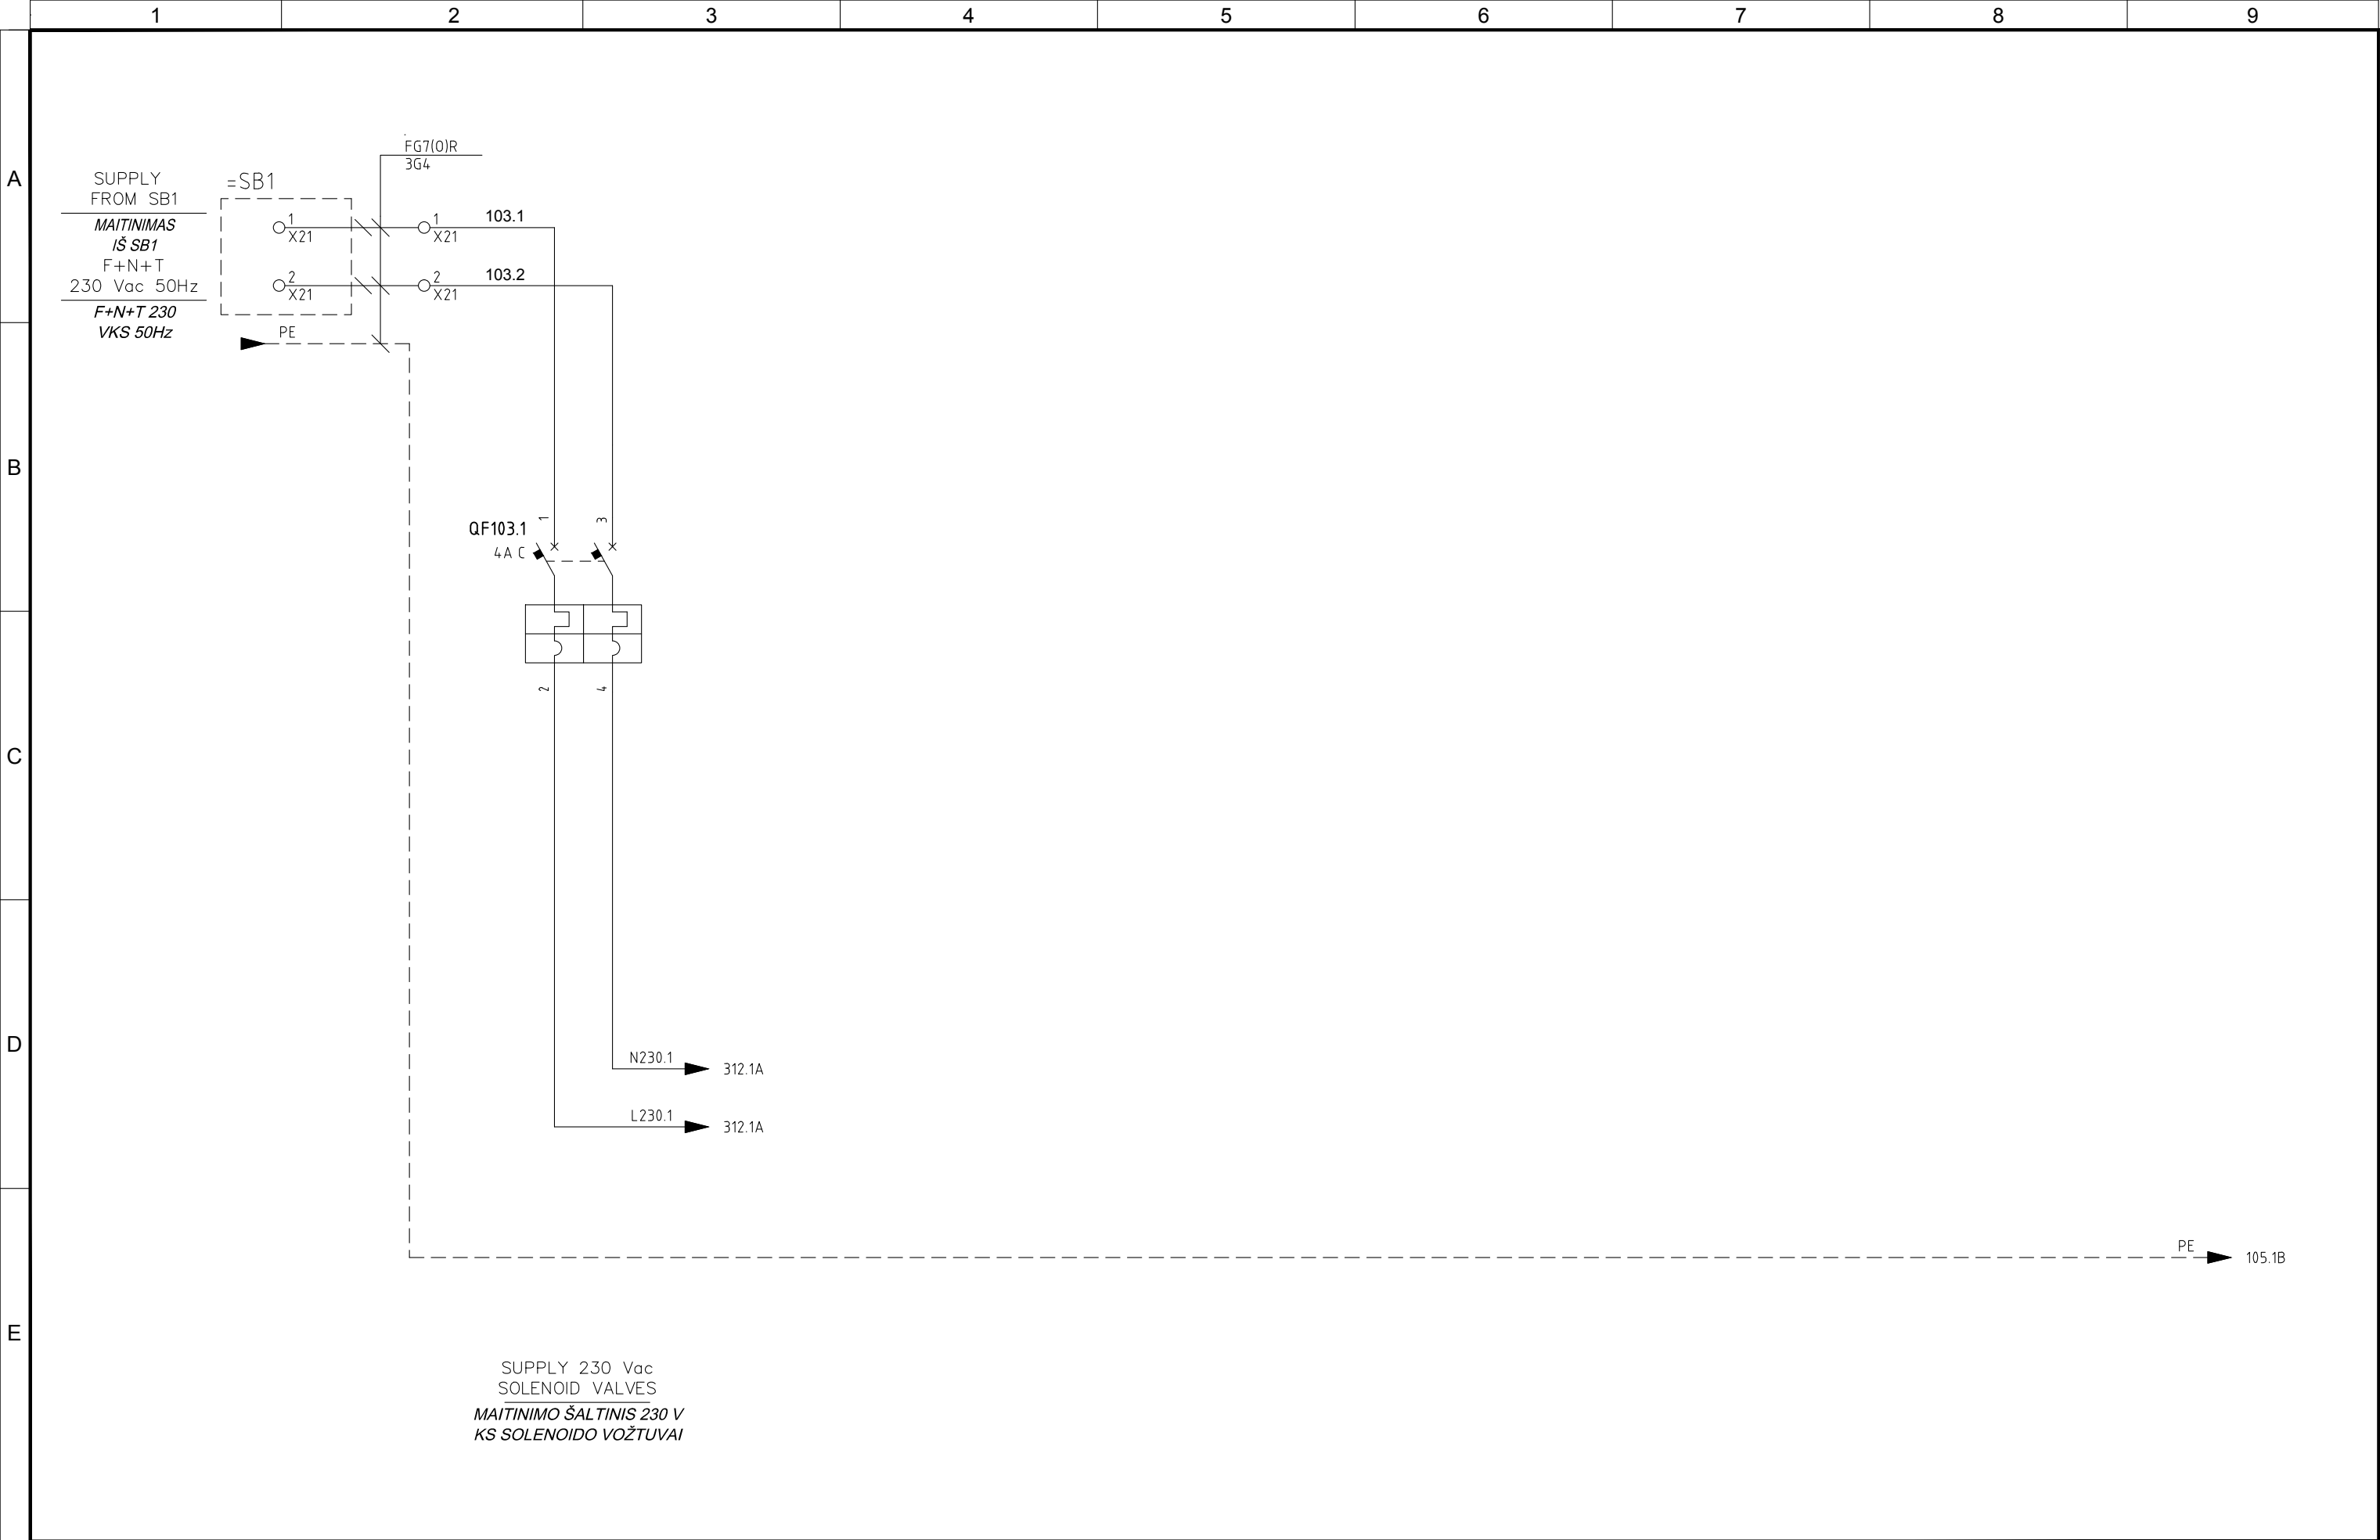 1 2 3 4 5 6 7 8 9
A
B
C
D
E
FG7(O)R
3G4
SUPPLY
FROM SB1
MAITINIMAS
IŠ SB1
F+N+T
230 Vac 50Hz
F+N+T 230
VKS 50Hz
=SB1
1
X21
1
X21
103.1
2
X21
2
X21
103.2
PE
QF103.1
4A C
1
3
2
4
N230.1
312.1A
L230.1
312.1A
PE
105.1B
SUPPLY 230 Vac
SOLENOID VALVES
MAITINIMO ŠALTINIS 230 V
KS SOLENOIDO VOŽTUVAI